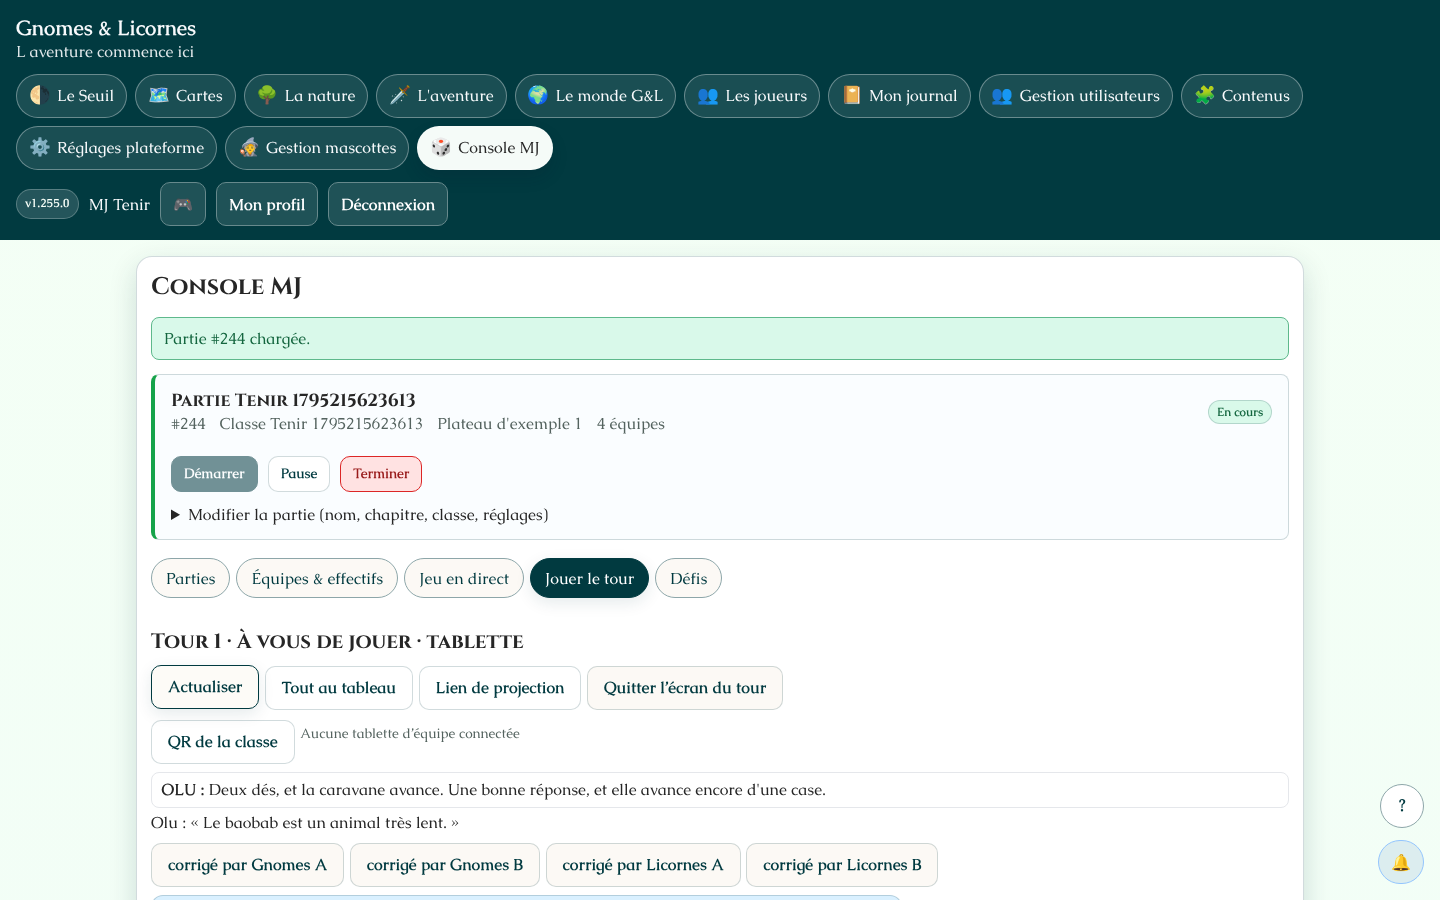 Gnomes & Licornes
L aventure commence ici
Le Seuil
Cartes
La nature
L'aventure
Le monde G&L
Les joueurs
Mon journal
Gestion utilisateurs
Contenus
Réglages plateforme
Gestion mascottes
Console MJ
v1.255.0
MJ Tenir
Mon profil
Déconnexion
Console MJ
Partie #244 chargée.
Partie Tenir 1795215623613
#244 Classe Tenir 1795215623613 Plateau d'exemple 1 4 équipes
En cours
Démarrer
Pause
Terminer
Modifier la partie (nom, chapitre, classe, réglages)
Parties
Équipes & effectifs
Jeu en direct
Jouer le tour
Défis
Tour 1 · À vous de jouer · tablette
Actualiser
Tout au tableau
Lien de projection
Quitter l’écran du tour
QR de la classe
Aucune tablette d’équipe connectée
OLU : Deux dés, et la caravane avance. Une bonne réponse, et elle avance encore d'une case.
Olu : « Le baobab est un animal très lent. »
corrigé par Gnomes A
corrigé par Gnomes B
corrigé par Licornes A
corrigé par Licornes B
?